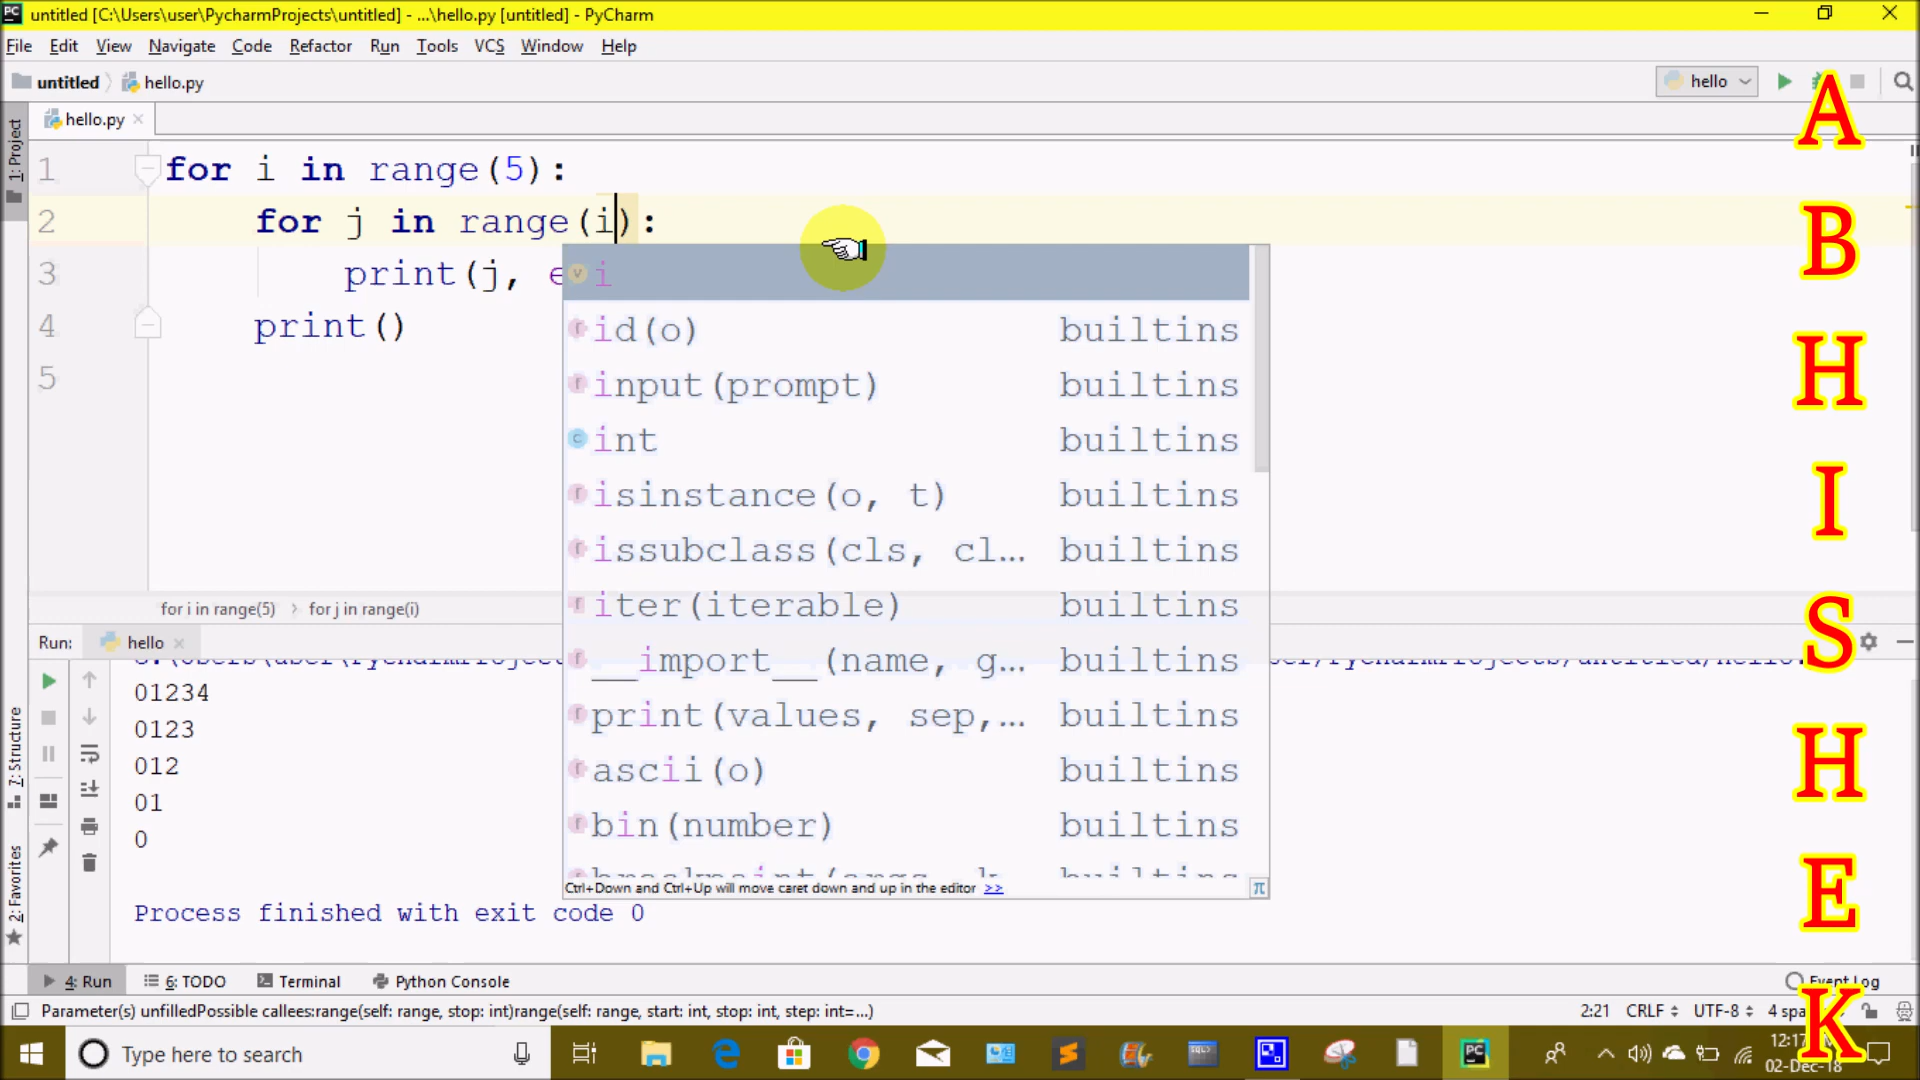 untitled [C:\Users\user\PycharmProjects\untitled] - ...\hello.py [untitled] - PyCharm
File Edit View Navigate Code Refactor Run Tools VCS Window Help
untitled hello.py
hello
hello.py
1: Project
1 for i in range(5):
2 for j in range(i):
3 print(j, e
4 print()
5
i
id(o) builtins
input(prompt) builtins
int builtins
isinstance(o, t) builtins
issubclass(cls, cl... builtins
iter(iterable) builtins
__import__(name, g... builtins
print(values, sep,... builtins
ascii(o) builtins
bin(number) builtins
Ctrl+Down and Ctrl+Up will move caret down and up in the editor >>
π
for i in range(5) for j in range(i)
Run: hello
01234
0123
012
01
0
Process finished with exit code 0
7: Structure
2: Favorites
4: Run 6: TODO Terminal Python Console Event Log
Parameter(s) unfilledPossible callees:range(self: range, stop: int)range(self: range, start: int, stop: int, step: int=...)
2:21 CRLF UTF-8
Type here to search
02-Dec-18
A
B
H
I
S
H
E
K